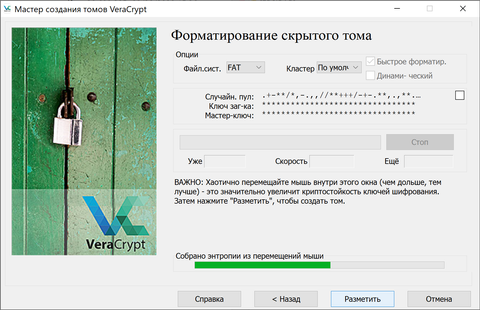 Мастер создания томов VeraCrypt
Форматирование скрытого тома
Опции
Файл.сист. FAT Кластер По умолч Быстрое форматир.
Динами- ческий
Случайн. пул: .+-**/*,-.,,//**+++/-+-.**,.,**.…
Ключ заг-ка: ********************************
Мастер-ключ: ********************************
Стоп
Уже Скорость Ещё
ВАЖНО: Хаотично перемещайте мышь внутри этого окна (чем дольше, тем
лучше) - это значительно увеличит криптостойкость ключей шифрования.
Затем нажмите "Разметить", чтобы создать том.
VeraCrypt
Собрано энтропии из перемещений мыши
Справка < Назад Разметить Отмена